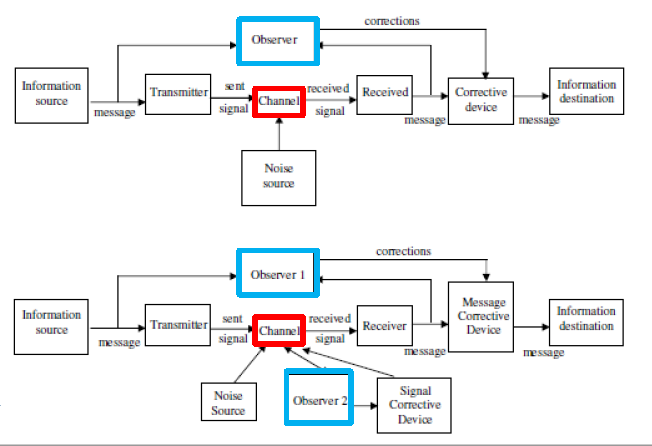 corrections
Observer
Information
source
message
Transmitter
sent
signal
Channel
received
signal
Received
message
Corrective
device
message
Information
destination
Noise
source
corrections
Observer 1
Information
source
message
Transmitter
sent
signal
Channel
received
signal
Receiver
message
Message
Corrective
Device
message
Information
destination
Noise
Source
Observer 2
Signal
Corrective
Device